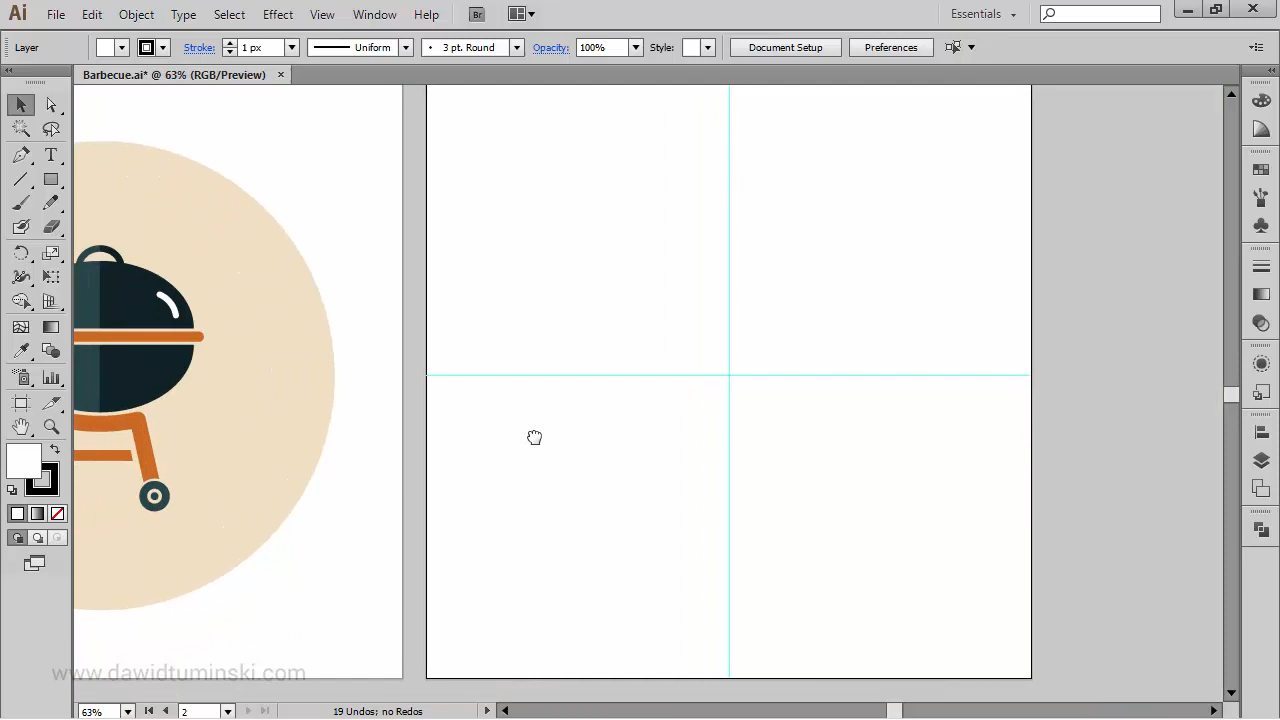 Ai File Edit Object Type Select Effect View Window Help Br Essentials
Layer Stroke: 1 px Uniform 3 pt. Round Opacity: 100% Style: Document Setup Preferences
Barbecue.ai* @ 63% (RGB/Preview)
T
www.dawidtuminski.com
63% 2 19 Undos; no Redos